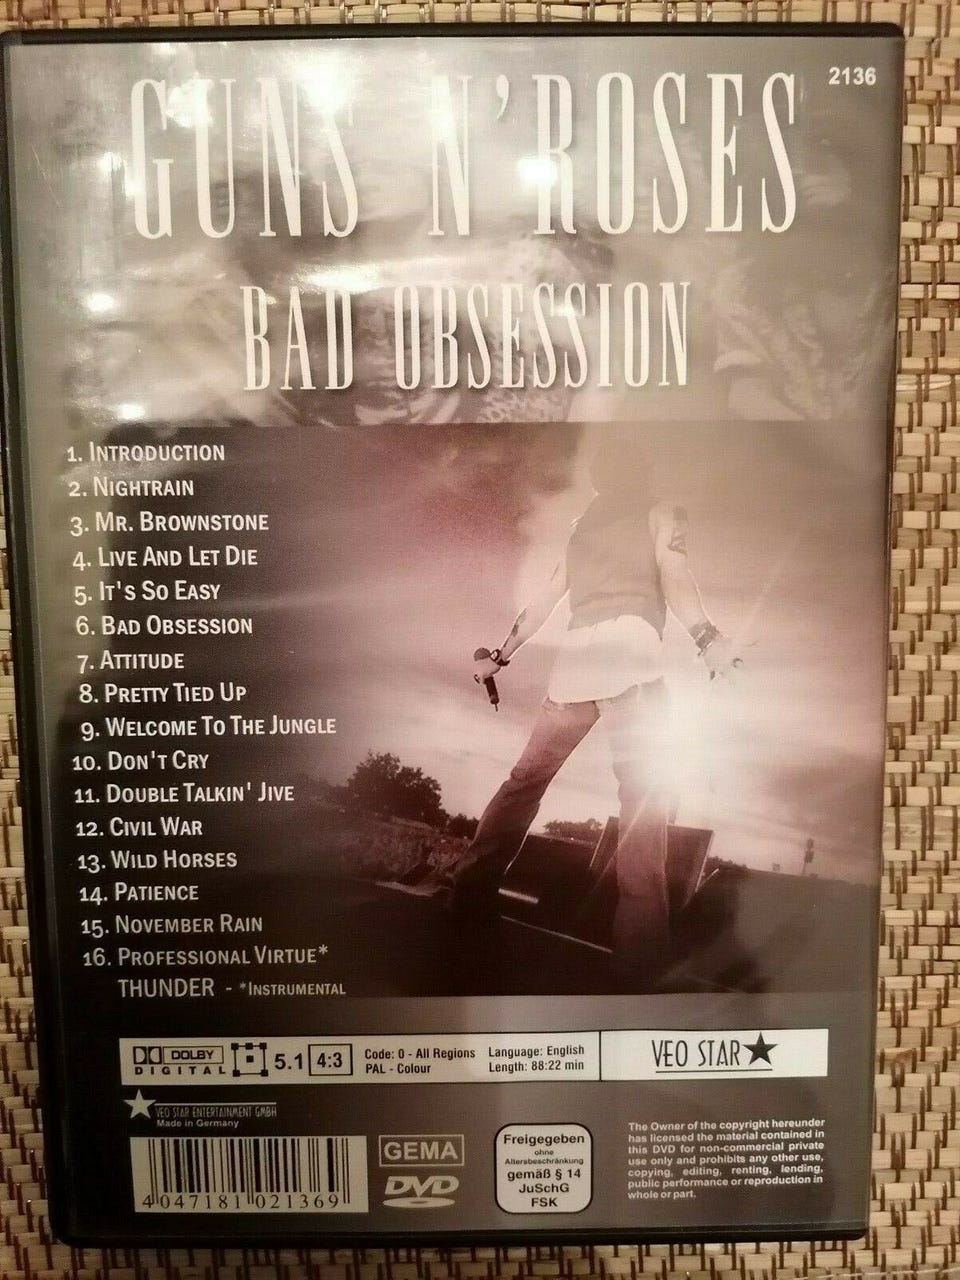 2136
GUNS N' ROSES
BAD OBSESSION
1. INTRODUCTION
2. NIGHTRAIN
3. MR. BROWNSTONE
4. LIVE AND LET DIE
5. IT'S SO EASY
6. BAD OBSESSION
7. ATTITUDE
8. PRETTY TIED UP
9. WELCOME TO THE JUNGLE
10. DON'T CRY
11. DOUBLE TALKIN' JIVE
12. CIVIL WAR
13. WILD HORSES
14. PATIENCE
15. NOVEMBER RAIN
16. PROFESSIONAL VIRTUE*
THUNDER - *INSTRUMENTAL
DOLBY
DIGITAL
5.1
4:3
Code: 0 - All Regions
PAL - Colour
Language: English
Length: 88:22 min
VEO STAR
VEO STAR ENTERTAINMENT GMBH
Made in Germany
4 047181 021369
GEMA
DVD
Freigegeben
ohne
Altersbeschränkung
gemäß § 14
JuSchG
FSK
The Owner of the copyright hereunder
has licensed the material contained in
this DVD for non-commercial private
use only and prohibits any other use,
copying, editing, renting, lending,
public performance or reproduction in
whole or part.